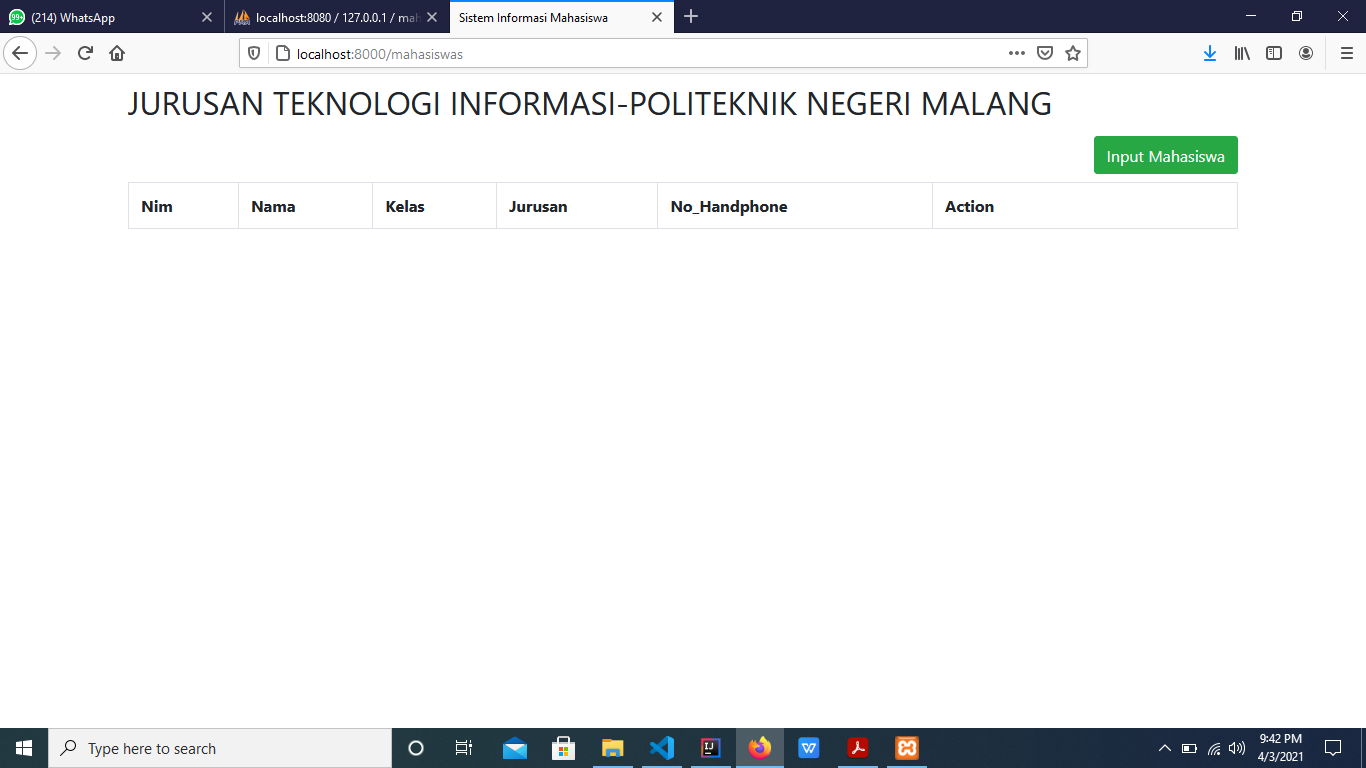 (214) WhatsApp
localhost:8080 / 127.0.0.1 / mah
Sistem Informasi Mahasiswa
localhost:8000/mahasiswas
JURUSAN TEKNOLOGI INFORMASI-POLITEKNIK NEGERI MALANG
Input Mahasiswa
Nim Nama Kelas Jurusan No_Handphone Action
Type here to search
9:42 PM
4/3/2021